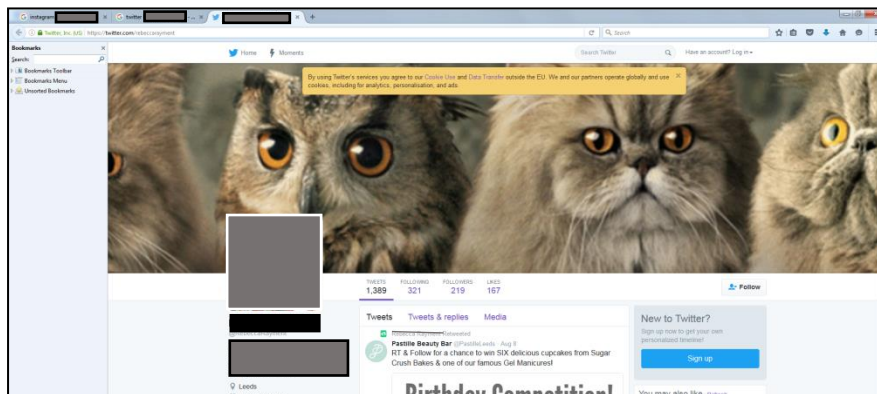 instagram
twitter
Twitter, Inc. (US) https://twitter.com/rebeccarayment
Search
Bookmarks
Search:
Bookmarks Toolbar
Bookmarks Menu
Unsorted Bookmarks
Home Moments
Search Twitter
Have an account? Log in
By using Twitter's services you agree to our Cookie Use and Data Transfer outside the EU. We and our partners operate globally and use
cookies, including for analytics, personalisation, and ads.
TWEETS FOLLOWING FOLLOWERS LIKES
1,389 321 219 167
Follow
Leeds
Tweets Tweets & replies Media
Retweeted
Pastille Beauty Bar @PastilleLeeds · Aug 9
RT & Follow for a chance to win SIX delicious cupcakes from Sugar
Crush Bakes & one of our famous Gel Manicures!
Birthday Competition!
New to Twitter?
Sign up now to get your own
personalized timeline!
Sign up
You may also like